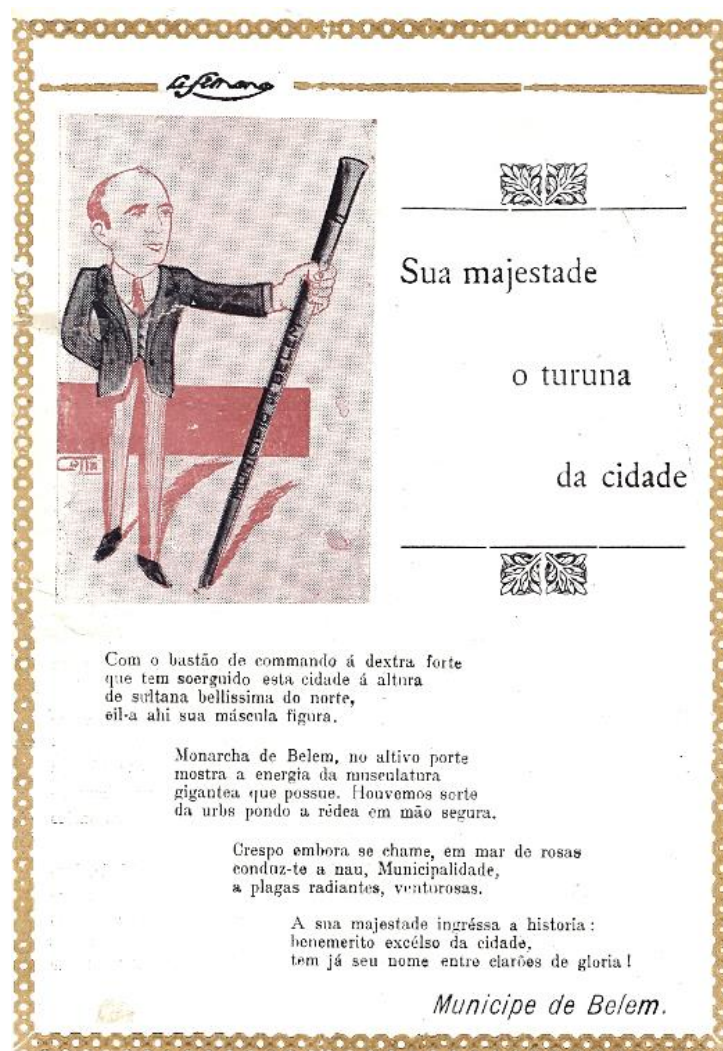 A Semana
Sua majestade
o turuna
da cidade
MUNICIPIO DE BELEM
Com o bastão de commando á dextra forte
que tem soerguido esta cidade á altura
de sultana bellissima do norte,
eil-a ahi sua máscula figura.
Monarcha de Belem, no altivo porte
mostra a energia da musculatura
gigantea que possue. Houvemos sorte
da urbs pondo a rédea em mão segura.
Crespo embora se chame, em mar de rosas
conduz-te a nau, Municipalidade,
a plagas radiantes, venturosas.
A sua majestade ingréssa a historia :
benemerito excélso da cidade,
tem já seu nome entre clarões de gloria !
Municipe de Belem.